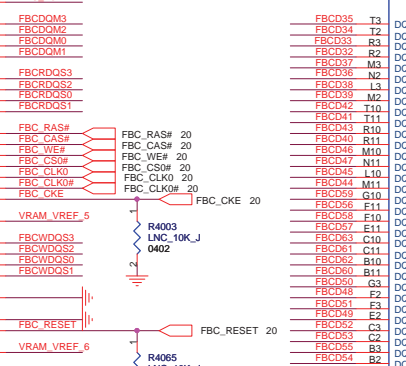 FBCDQM3
FBCDQM2
FBCDQM0
FBCDQM1
FBCRDQS3
FBCRDQS2
FBCRDQS0
FBCRDQS1
FBC_RAS#
FBC_CAS#
FBC_WE#
FBC_CS0#
FBC_CLK0
FBC_CLK0#
FBC_CKE
FBC_RAS# 20
FBC_CAS# 20
FBC_WE# 20
FBC_CS0# 20
FBC_CLK0 20
FBC_CLK0# 20
FBC_CKE 20
VRAM_VREF_5
1
R4003
LNC_10K_J
0402
2
FBCWDQS3
FBCWDQS2
FBCWDQS0
FBCWDQS1
FBC_RESET
FBC_RESET 20
VRAM_VREF_6
1
R4065
LNC_10K_J
FBCD35 T3
FBCD34 T2
FBCD33 R3
FBCD32 R2
FBCD37 M3
FBCD36 N2
FBCD38 L3
FBCD39 M2
FBCD42 T10
FBCD41 T11
FBCD43 R10
FBCD40 R11
FBCD46 M10
FBCD47 N11
FBCD45 L10
FBCD44 M11
FBCD59 G10
FBCD56 F11
FBCD58 F10
FBCD57 E11
FBCD63 C10
FBCD61 C11
FBCD62 B10
FBCD60 B11
FBCD50 G3
FBCD48 F2
FBCD51 F3
FBCD49 E2
FBCD52 C3
FBCD53 C2
FBCD55 B3
FBCD54 B2